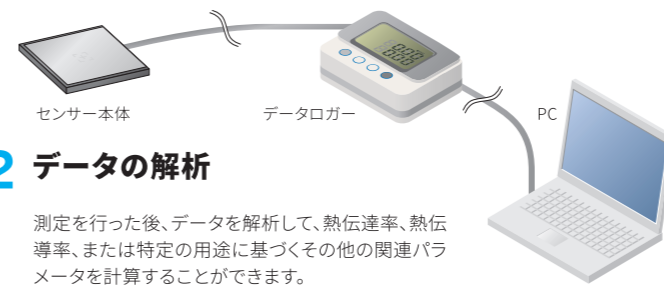 センサー本体
データロガー
PC
2 データの解析
測定を行った後、データを解析して、熱伝達率、熱伝
導率、または特定の用途に基づくその他の関連パラ
メータを計算することができます。